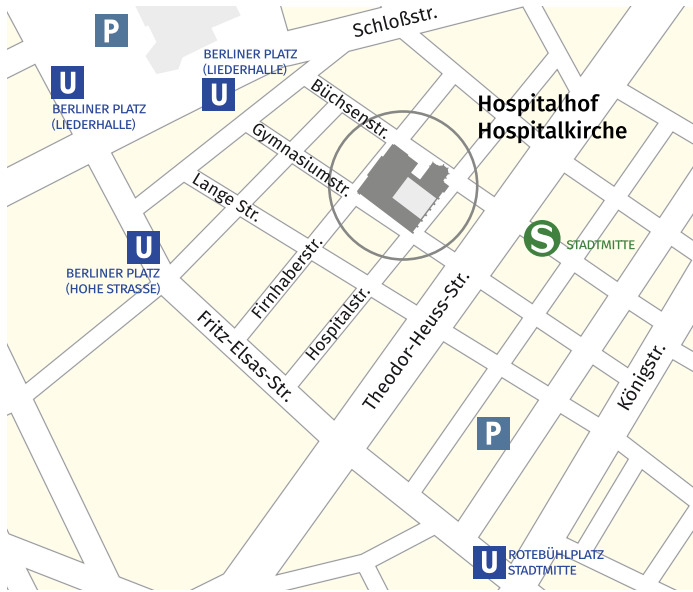 Schloßstr.
P
BERLINER PLATZ
(LIEDERHALLE)
U
U
BERLINER PLATZ
(LIEDERHALLE)
Büchsenstr.
Hospitalhof
Hospitalkirche
Gymnasiumstr.
Lange Str.
U
BERLINER PLATZ
(HOHE STRASSE)
S
STADTMITTE
Firnhaberstr.
Hospitalstr.
Fritz-Elsas-Str.
Theodor-Heuss-Str.
Königstr.
P
U
ROTEBÜHLPLATZ
STADTMITTE